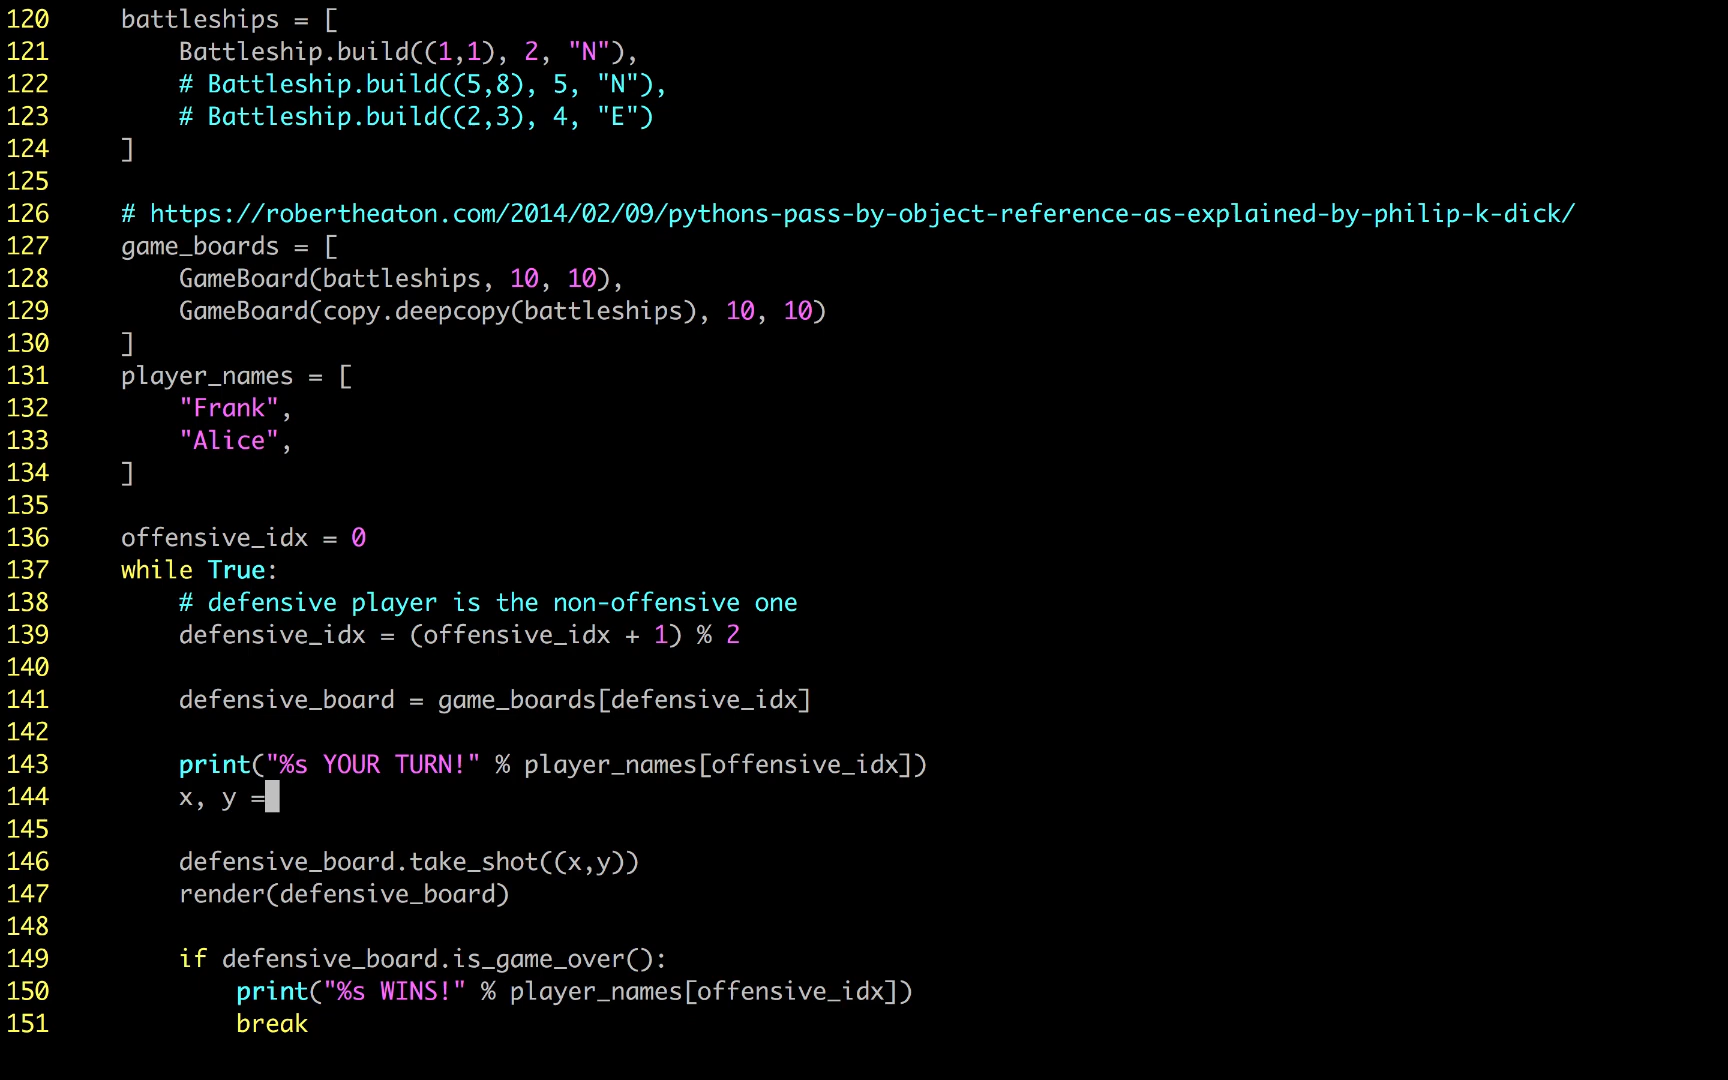 120     battleships = [
121         Battleship.build((1,1), 2, "N"),
122         # Battleship.build((5,8), 5, "N"),
123         # Battleship.build((2,3), 4, "E")
124     ]
125
126     # https://robertheaton.com/2014/02/09/pythons-pass-by-object-reference-as-explained-by-philip-k-dick/
127     game_boards = [
128         GameBoard(battleships, 10, 10),
129         GameBoard(copy.deepcopy(battleships), 10, 10)
130     ]
131     player_names = [
132         "Frank",
133         "Alice",
134     ]
135
136     offensive_idx = 0
137     while True:
138         # defensive player is the non-offensive one
139         defensive_idx = (offensive_idx + 1) % 2
140
141         defensive_board = game_boards[defensive_idx]
142
143         print("%s YOUR TURN!" % player_names[offensive_idx])
144         x, y =
145
146         defensive_board.take_shot((x,y))
147         render(defensive_board)
148
149         if defensive_board.is_game_over():
150             print("%s WINS!" % player_names[offensive_idx])
151             break